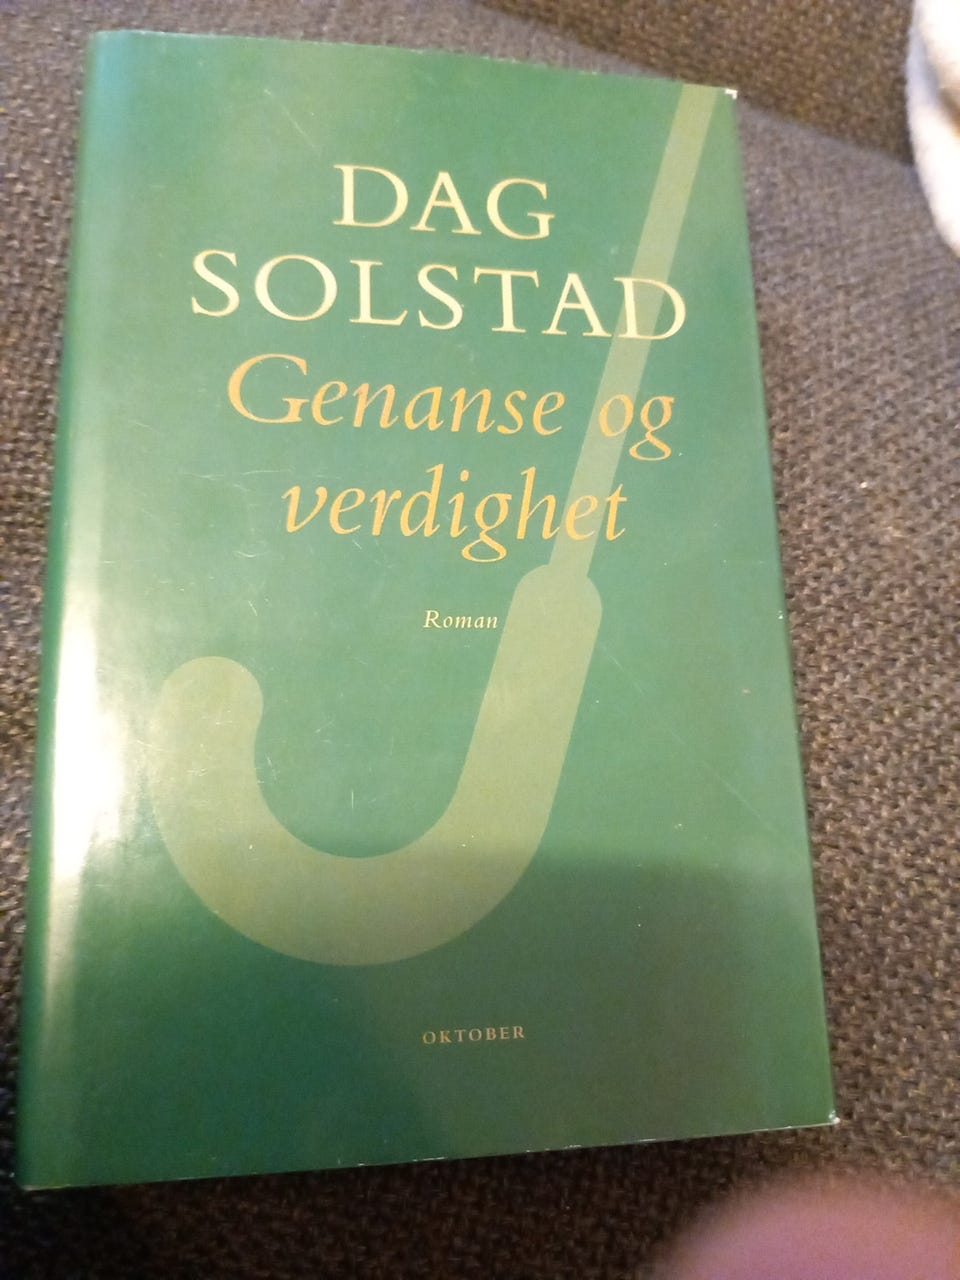 DAG
SOLSTAD
Genanse og
verdighet
Roman
OKTOBER